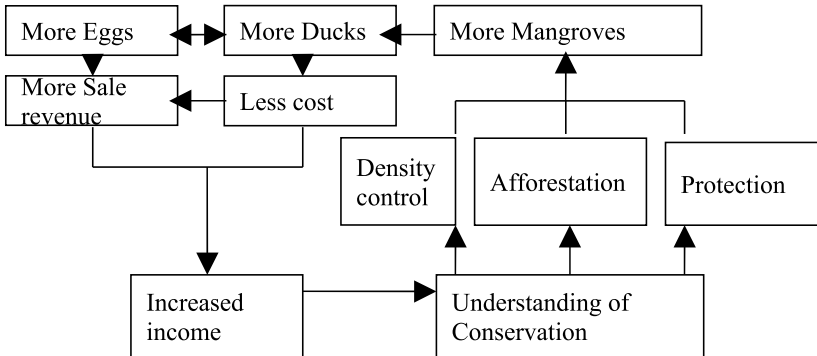 More Eggs
More Ducks
More Mangroves
More Sale
revenue
Less cost
Density
control
Afforestation
Protection
Increased
income
Understanding of
Conservation